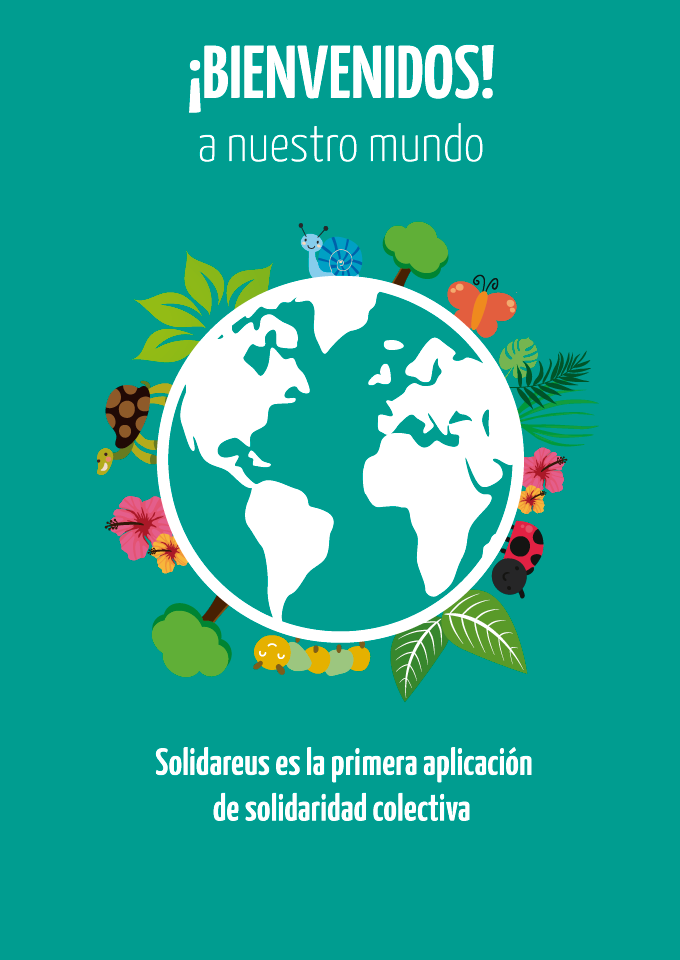 ¡BIENVENIDOS!
a nuestro mundo
Solidareus es la primera aplicación
de solidaridad colectiva